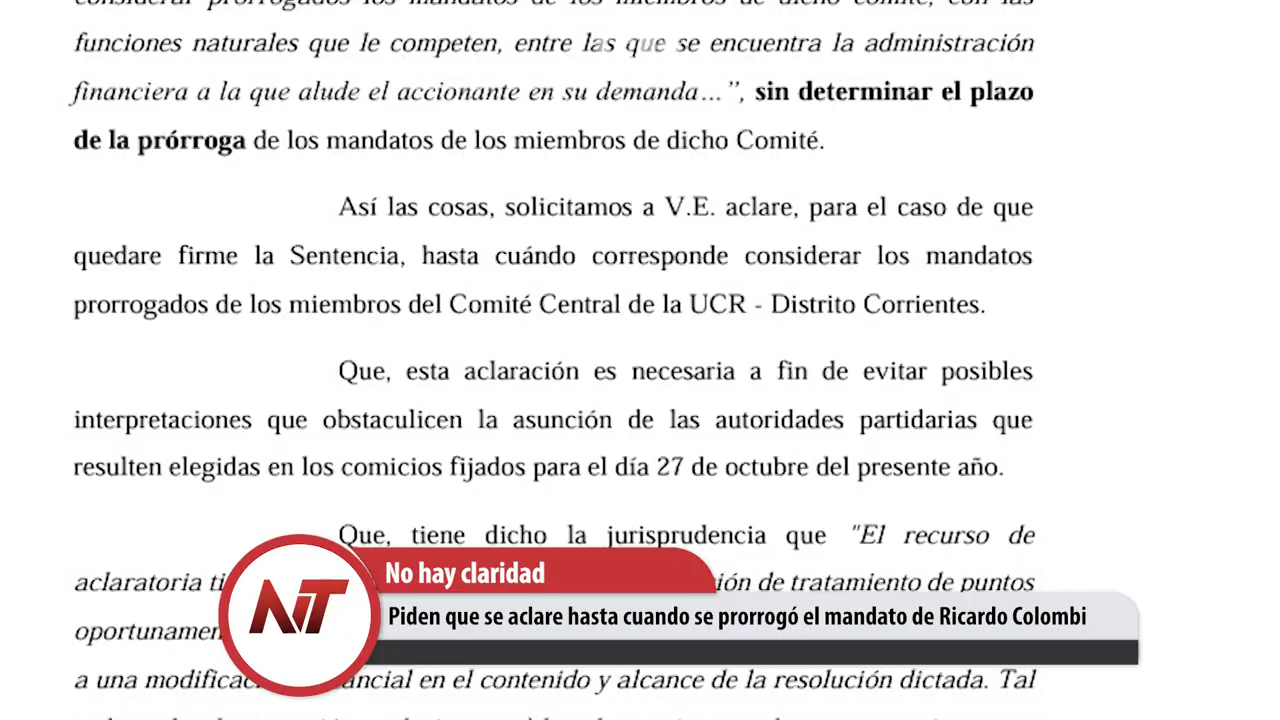 considerar prorrogados los mandatos de los miembros de dicho comité, con las
funciones naturales que le competen, entre las que se encuentra la administración
financiera a la que alude el accionante en su demanda…”, sin determinar el plazo
de la prórroga de los mandatos de los miembros de dicho Comité.
Así las cosas, solicitamos a V.E. aclare, para el caso de que
quedare firme la Sentencia, hasta cuándo corresponde considerar los mandatos
prorrogados de los miembros del Comité Central de la UCR - Distrito Corrientes.
Que, esta aclaración es necesaria a fin de evitar posibles
interpretaciones que obstaculicen la asunción de las autoridades partidarias que
resulten elegidas en los comicios fijados para el día 27 de octubre del presente año.
Que, tiene dicho la jurisprudencia que "El recurso de
aclaratoria ión de tratamiento de puntos
oportunamen
a una modificac ancial en el contenido y alcance de la resolución dictada. Tal
NT
No hay claridad
Piden que se aclare hasta cuando se prorrogó el mandato de Ricardo Colombi